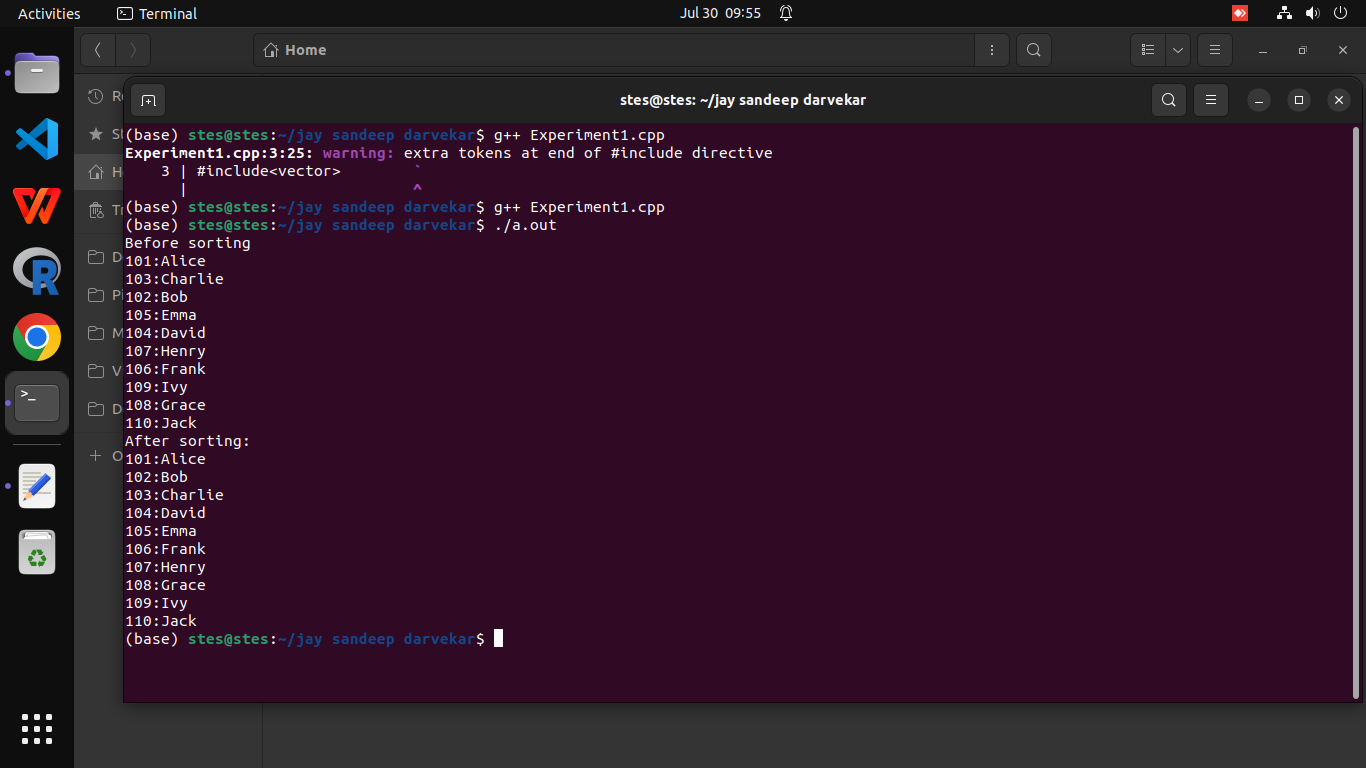 Activities Terminal Jul 30 09:55
Home
stes@stes: ~/jay sandeep darvekar
(base) stes@stes:~/jay sandeep darvekar$ g++ Experiment1.cpp
Experiment1.cpp:3:25: warning: extra tokens at end of #include directive
    3 | #include<vector>        `
      |                         ^
(base) stes@stes:~/jay sandeep darvekar$ g++ Experiment1.cpp
(base) stes@stes:~/jay sandeep darvekar$ ./a.out
Before sorting
101:Alice
103:Charlie
102:Bob
105:Emma
104:David
107:Henry
106:Frank
109:Ivy
108:Grace
110:Jack
After sorting:
101:Alice
102:Bob
103:Charlie
104:David
105:Emma
106:Frank
107:Henry
108:Grace
109:Ivy
110:Jack
(base) stes@stes:~/jay sandeep darvekar$